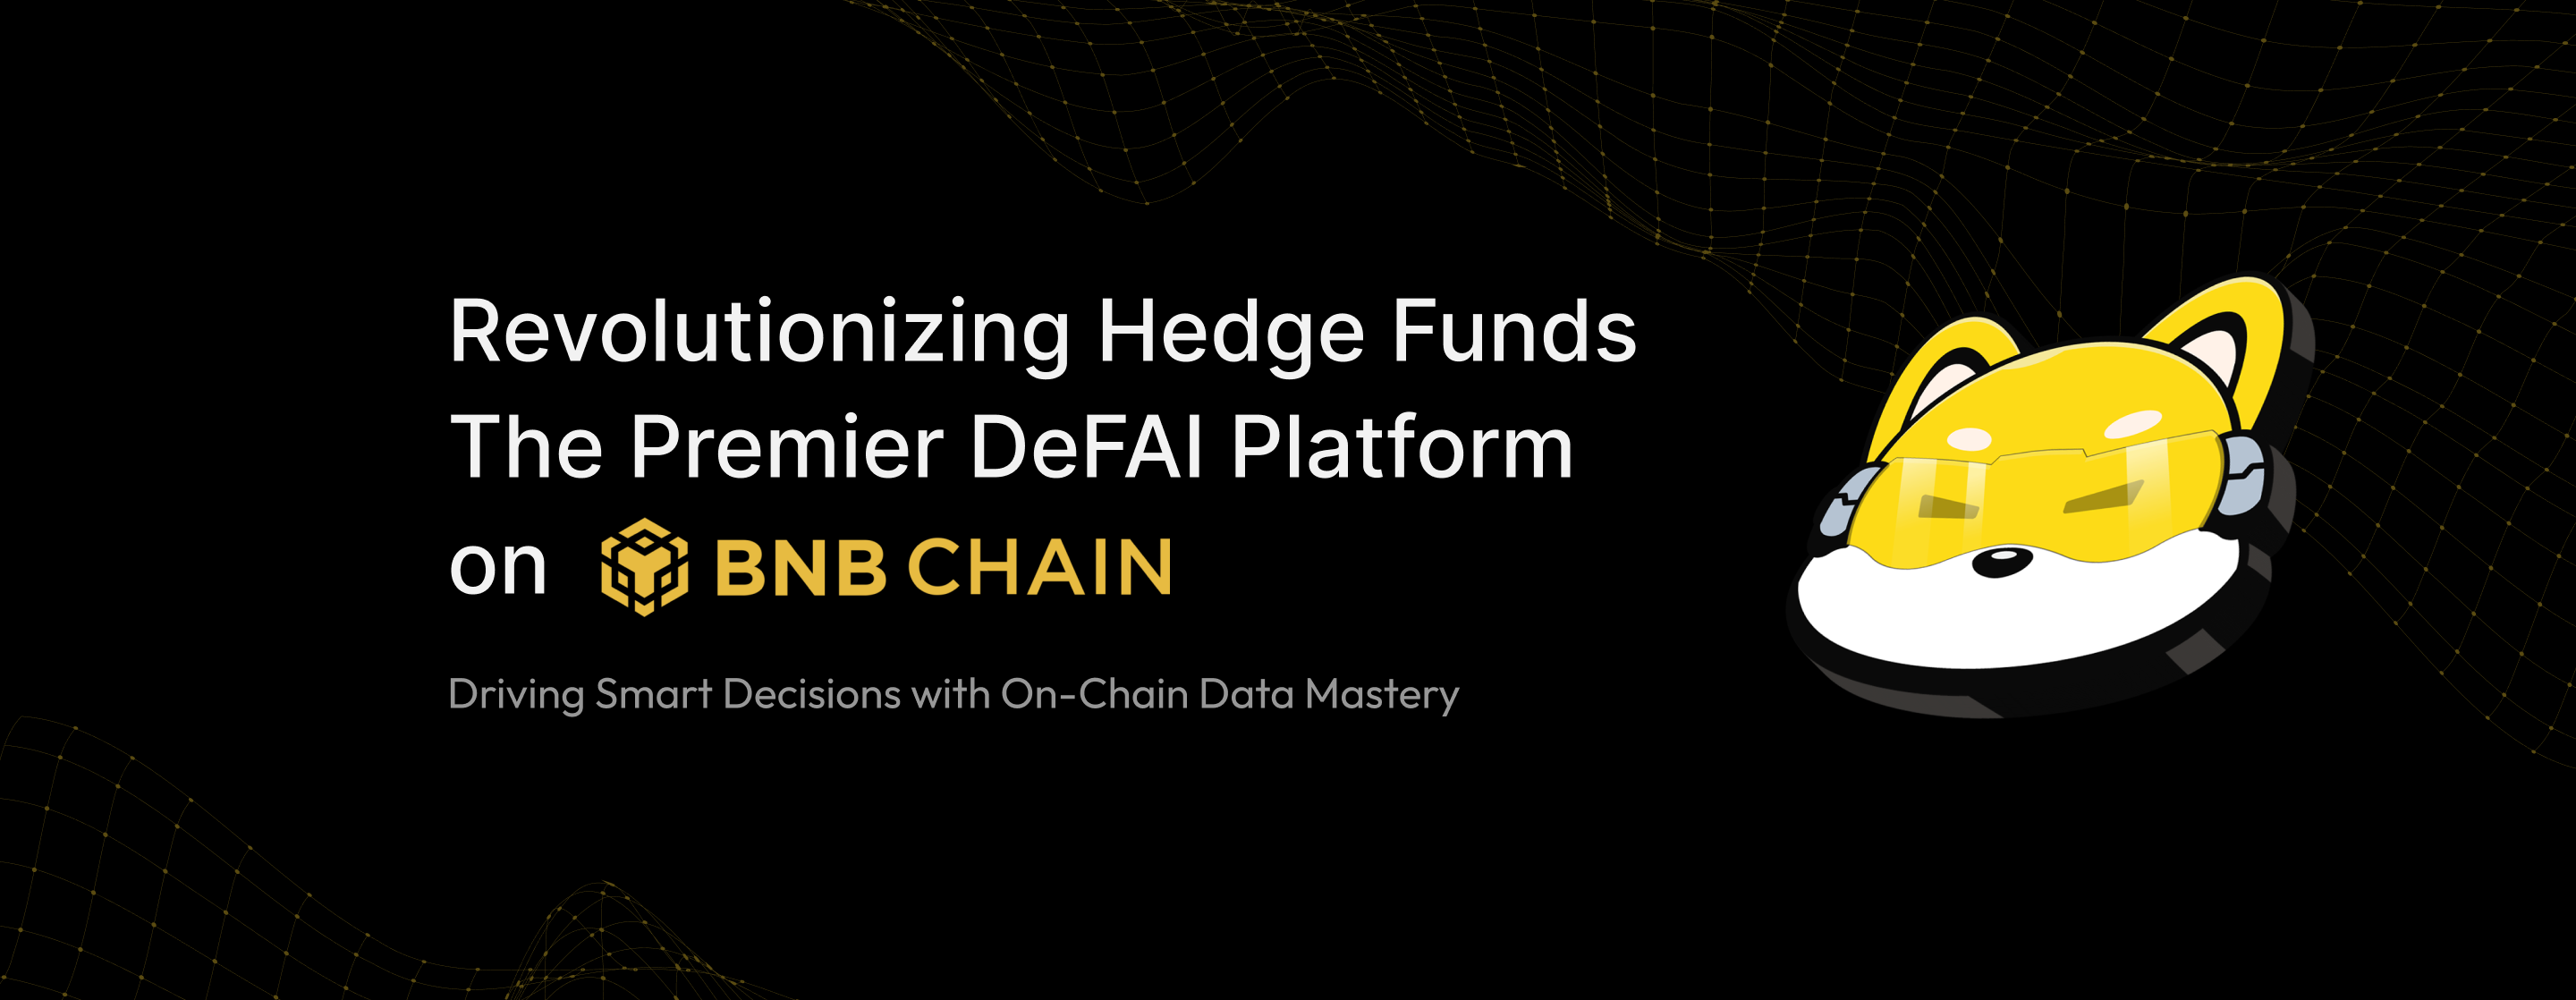 Revolutionizing Hedge Funds
The Premier DeFAI Platform
on BNB CHAIN
Driving Smart Decisions with On-Chain Data Mastery